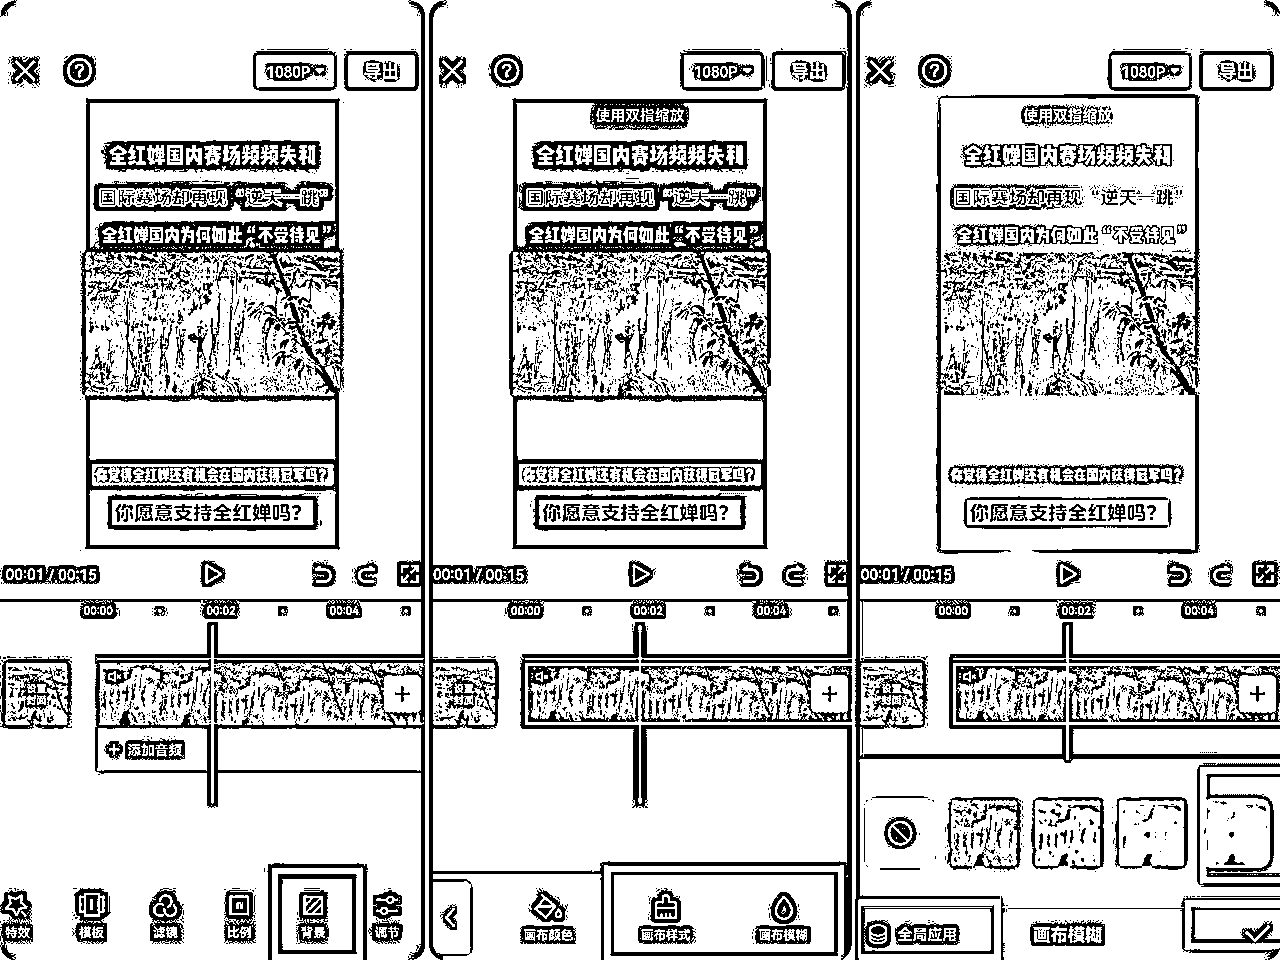 1080P
导出
全红婵国内赛场频频失利
国际赛场却再现“逆天一跳”
全红婵国内为何如此“不受待见”
你觉得全红婵还有机会在国内获得冠军吗?
你愿意支持全红婵吗?
00:01/00:15
00:00
00:02
00:04
添加音频
特效
模板
滤镜
比例
背景
调节
1080P
导出
使用双指缩放
全红婵国内赛场频频失利
国际赛场却再现“逆天一跳”
全红婵国内为何如此“不受待见”
你觉得全红婵还有机会在国内获得冠军吗?
你愿意支持全红婵吗?
00:01/00:15
00:00
00:02
00:04
画布颜色
画布样式
画布模糊
1080P
导出
使用双指缩放
全红婵国内赛场频频失利
国际赛场却再现“逆天一跳”
全红婵国内为何如此“不受待见”
你觉得全红婵还有机会在国内获得冠军吗?
你愿意支持全红婵吗?
00:01/00:15
00:00
00:02
00:04
全局应用
画布模糊